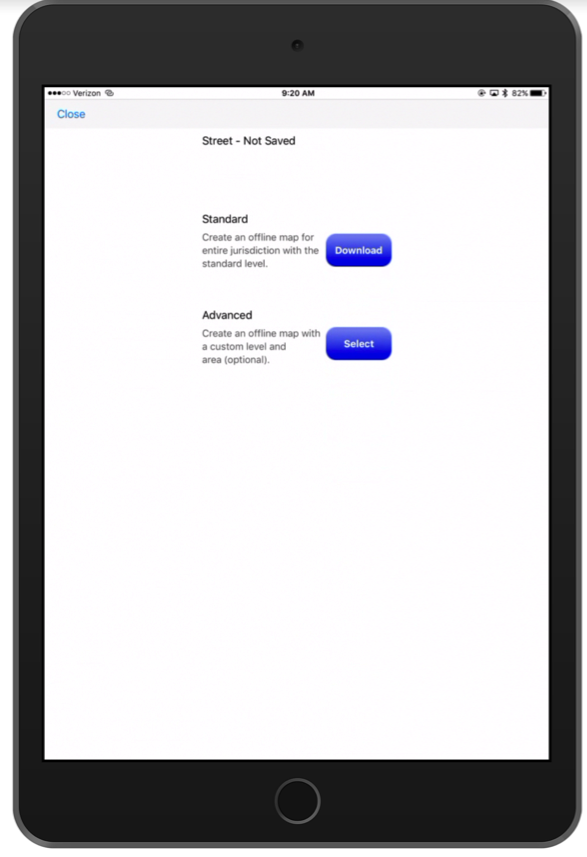 Verizon 9:20 AM 82%
Close
Street - Not Saved
Standard
Create an offline map for
entire jurisdiction with the
standard level.
Download
Advanced
Create an offline map with
a custom level and
area (optional).
Select